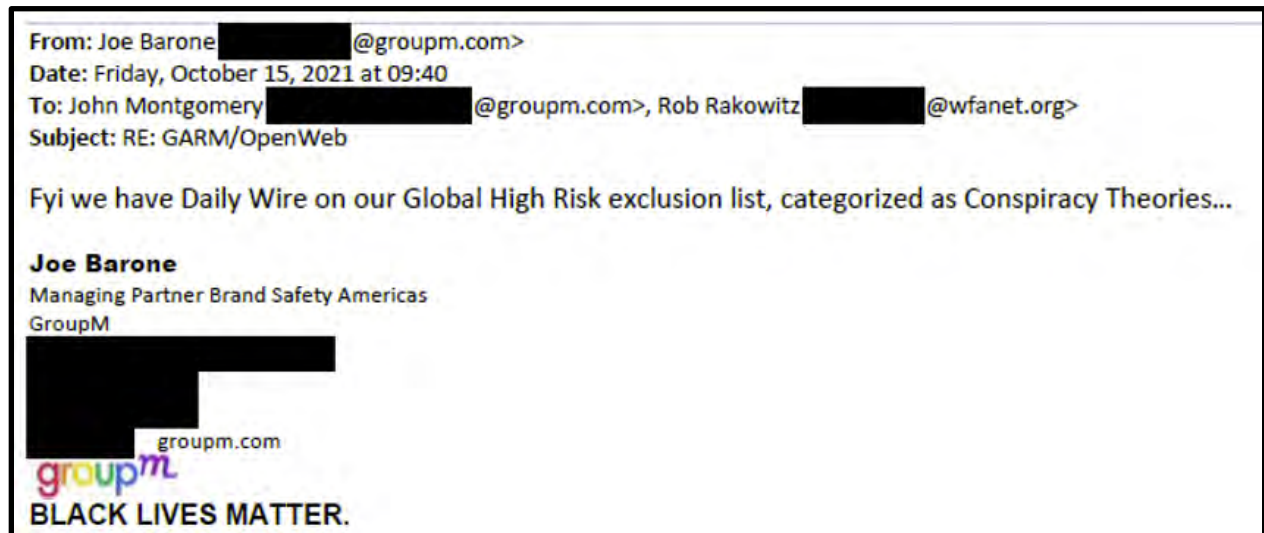 From: Joe Barone @groupm.com>
Date: Friday, October 15, 2021 at 09:40
To: John Montgomery @groupm.com>, Rob Rakowitz @wfanet.org>
Subject: RE: GARM/OpenWeb
Fyi we have Daily Wire on our Global High Risk exclusion list, categorized as Conspiracy Theories...
Joe Barone
Managing Partner Brand Safety Americas
GroupM
groupm.com
groupm
BLACK LIVES MATTER.